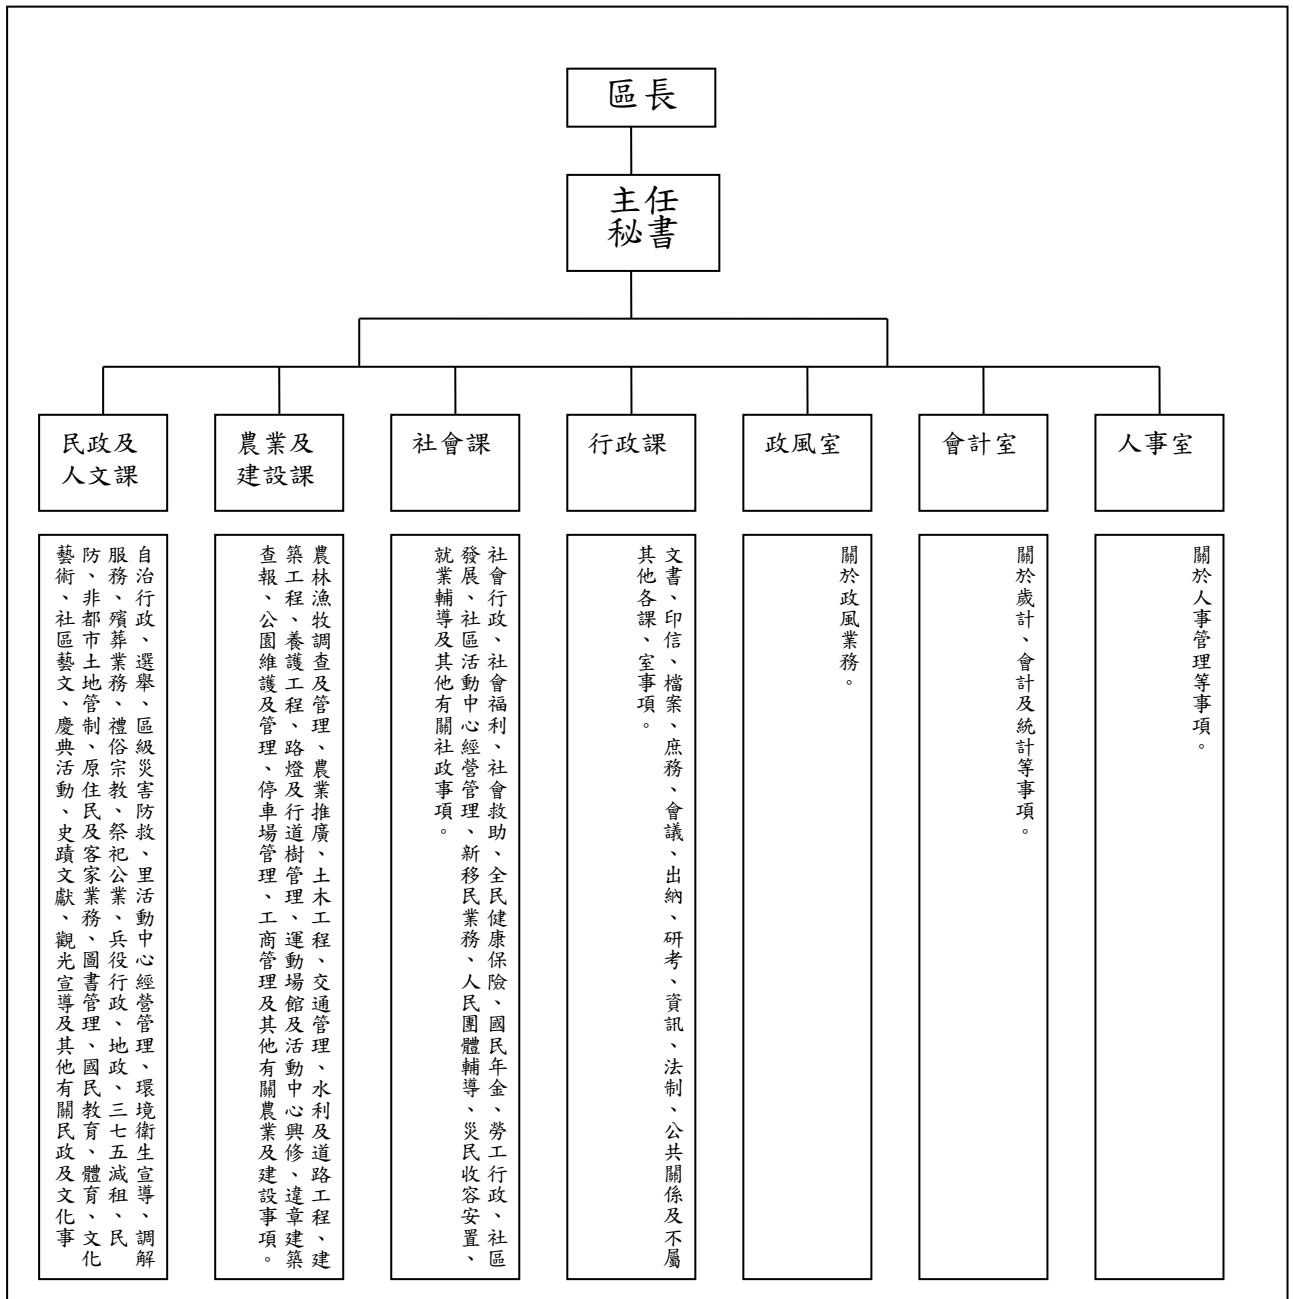 區長
主任
秘書
民政及
人文課
農業及
建設課
社會課
行政課
政風室
會計室
人事室
自治行政、選舉、區級災害防救、里活動中心經營管理、環境衛生宣導、調解
服務、殯葬業務、禮俗宗教、祭祀公業、兵役行政、地政、三七五減租、民
防、非都市土地管制、原住民及客家業務、圖書管理、國民教育、體育、文化
藝術、社區藝文、慶典活動、史蹟文獻、觀光宣導及其他有關民政及文化事
農林漁牧調查及管理、農業推廣、土木工程、交通管理、水利及道路工程、建
築工程、養護工程、路燈及行道樹管理、運動場館及活動中心興修、違章建築
查報、公園維護及管理、停車場管理、工商管理及其他有關農業及建設事項。
社會行政、社會福利、社會救助、全民健康保險、國民年金、勞工行政、社區
發展、社區活動中心經營管理、新移民業務、人民團體輔導、災民收容安置、
就業輔導及其他有關社政事項。
文書、印信、檔案、庶務、會議、出納、研考、資訊、法制、公共關係及不屬
其他各課、室事項。
關於政風業務。
關於歲計、會計及統計等事項。
關於人事管理等事項。